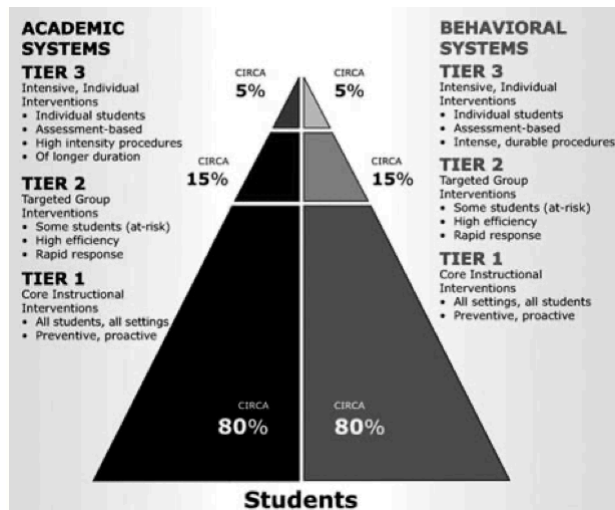 ACADEMIC
SYSTEMS
TIER 3
Intensive, Individual
Interventions
• Individual students
• Assessment-based
• High intensity procedures
• Of longer duration
TIER 2
Targeted Group
Interventions
• Some students (at-risk)
• High efficiency
• Rapid response
TIER 1
Core Instructional
Interventions
• All students, all settings
• Preventive, proactive
CIRCA
5%
CIRCA
5%
CIRCA
15%
CIRCA
15%
CIRCA
80%
CIRCA
80%
BEHAVIORAL
SYSTEMS
TIER 3
Intensive, Individual
Interventions
• Individual students
• Assessment-based
• Intense, durable procedures
TIER 2
Targeted Group
Interventions
• Some students (at-risk)
• High efficiency
• Rapid response
TIER 1
Core Instructional
Interventions
• All settings, all students
• Preventive, proactive
Students